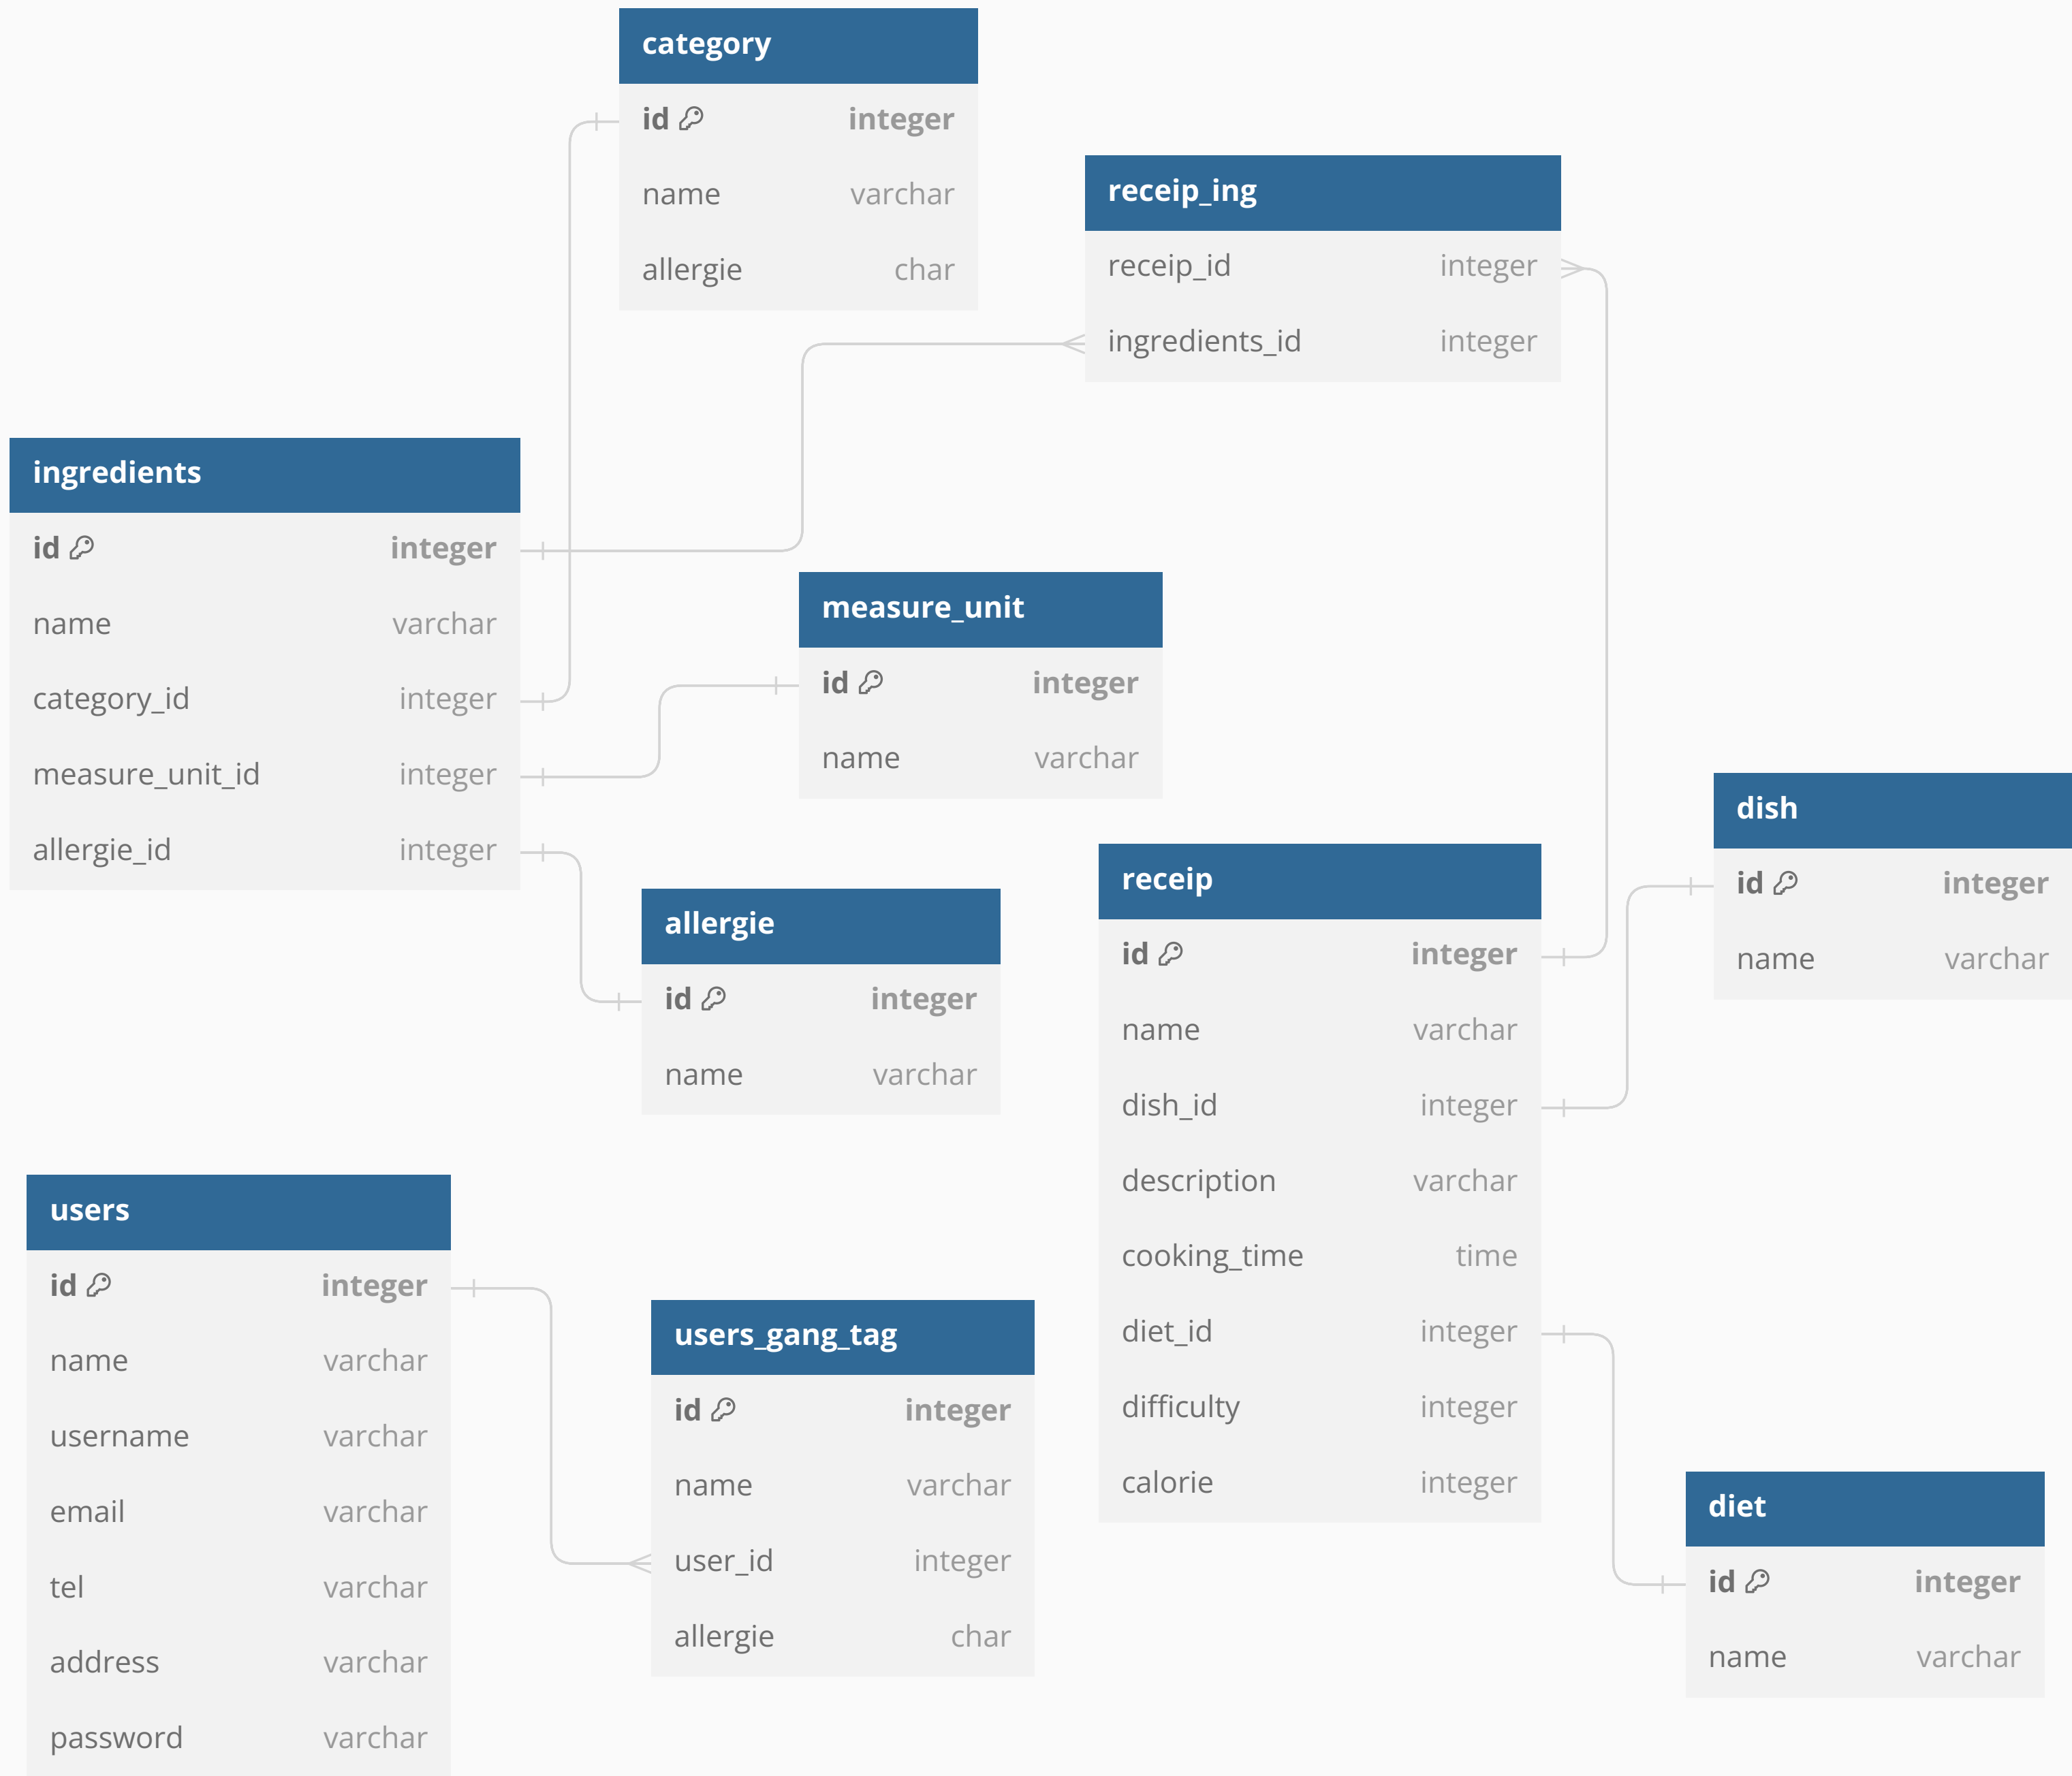 category
id integer
name varchar
allergie char
receip_ing
receip_id integer
ingredients_id integer
ingredients
id integer
name varchar
category_id integer
measure_unit_id integer
allergie_id integer
measure_unit
id integer
name varchar
dish
id integer
name varchar
receip
id integer
name varchar
dish_id integer
description varchar
cooking_time time
diet_id integer
difficulty integer
calorie integer
allergie
id integer
name varchar
users
id integer
name varchar
username varchar
email varchar
tel varchar
address varchar
password varchar
users_gang_tag
id integer
name varchar
user_id integer
allergie char
diet
id integer
name varchar